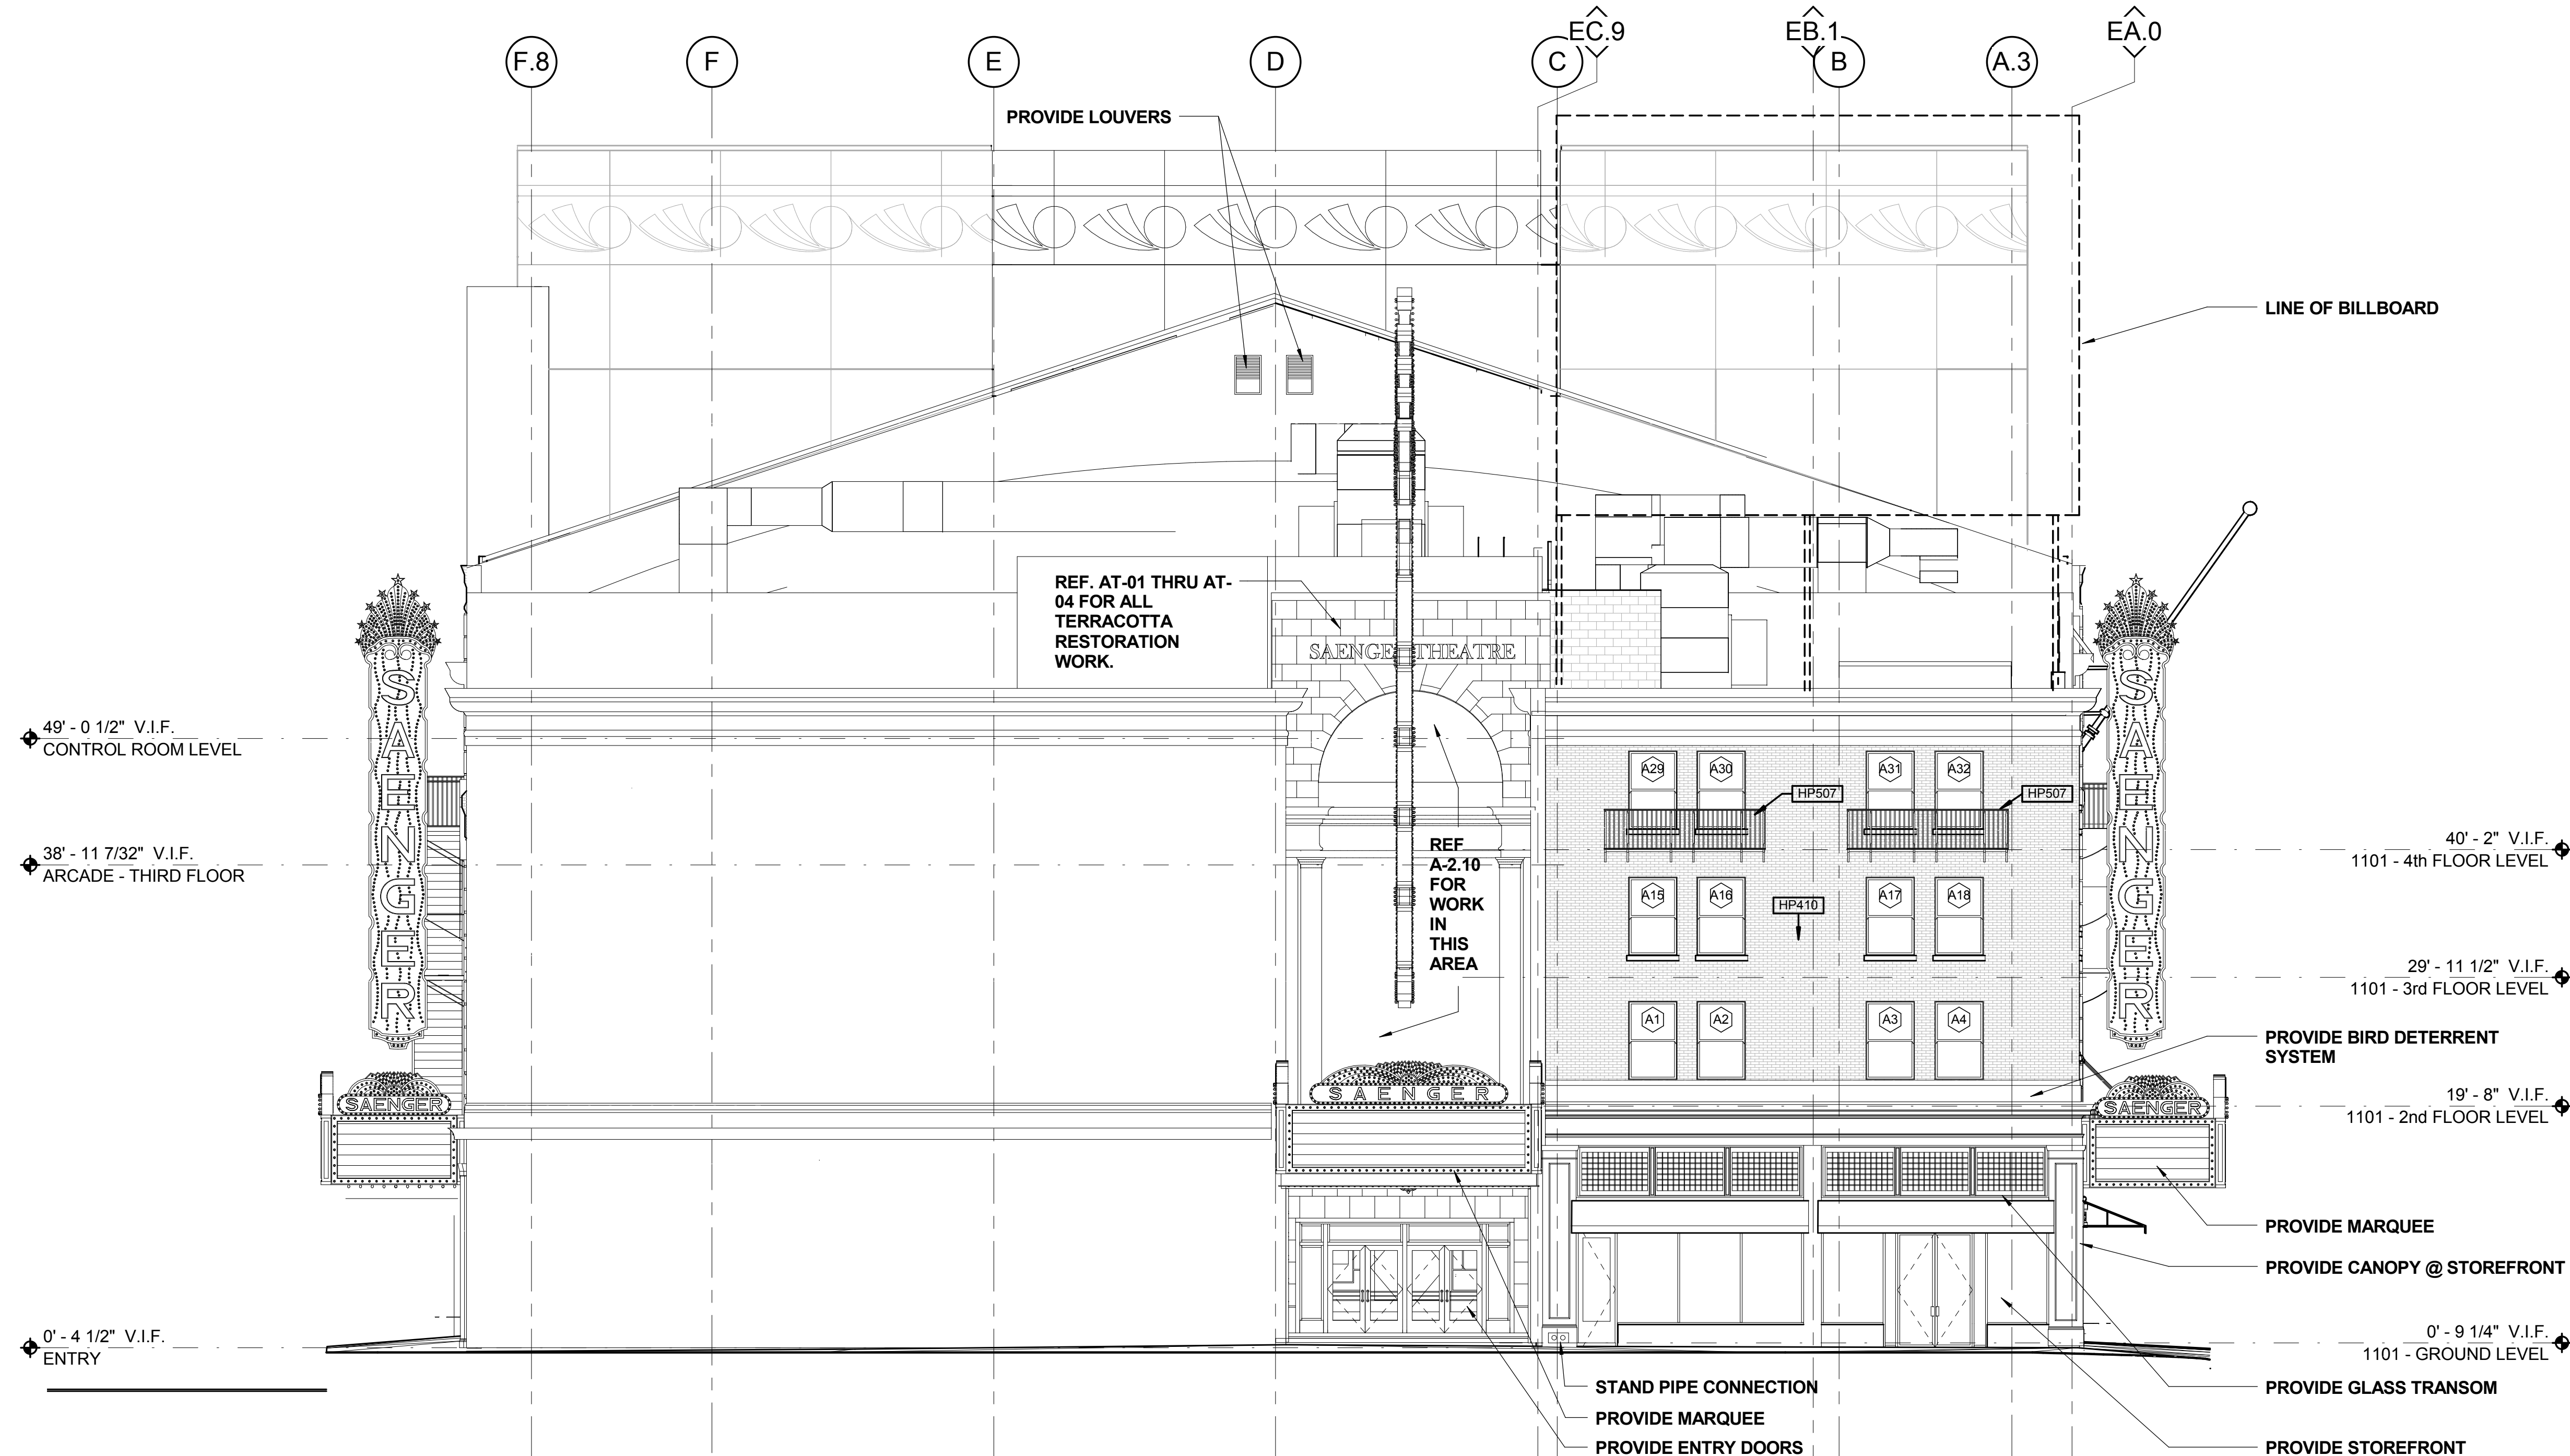 EC.9
EB.1
EA.0
F.8
F
E
D
C
B
A.3
PROVIDE LOUVERS
LINE OF BILLBOARD
REF. AT-01 THRU AT-
04 FOR ALL
TERRACOTTA
RESTORATION
WORK.
SAENGE THEATRE
SAENGER
SAENGER
49' - 0 1/2" V.I.F.
CONTROL ROOM LEVEL
A29
A30
A31
A32
HP507
HP507
38' - 11 7/32" V.I.F.
ARCADE - THIRD FLOOR
REF
A-2.10
FOR
WORK
IN
THIS
AREA
40' - 2" V.I.F.
1101 - 4th FLOOR LEVEL
A15
A16
HP410
A17
A18
29' - 11 1/2" V.I.F.
1101 - 3rd FLOOR LEVEL
A1
A2
A3
A4
PROVIDE BIRD DETERRENT
SYSTEM
SAENGER
SAENGER
SAENGER
19' - 8" V.I.F.
1101 - 2nd FLOOR LEVEL
PROVIDE MARQUEE
PROVIDE CANOPY @ STOREFRONT
0' - 4 1/2" V.I.F.
ENTRY
0' - 9 1/4" V.I.F.
1101 - GROUND LEVEL
STAND PIPE CONNECTION
PROVIDE GLASS TRANSOM
PROVIDE MARQUEE
PROVIDE ENTRY DOORS
PROVIDE STOREFRONT